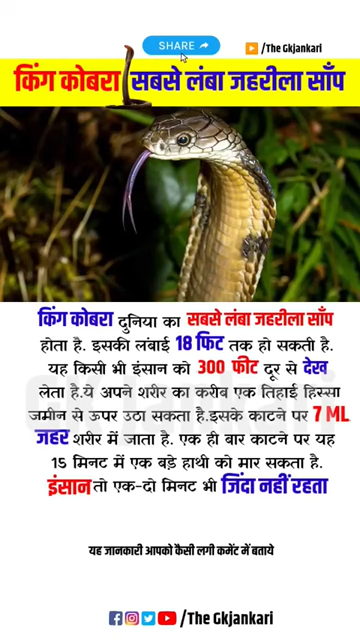 SHARE
/The Gkjankari
किंग कोबरा सबसे लंबा जहरीला साँप
किंग कोबरा दुनिया का सबसे लंबा जहरीला साँप
होता है. इसकी लंबाई 18 फिट तक हो सकती है.
यह किसी भी इंसान को 300 फीट दूर से देख
लेता है.ये अपने शरीर का करीब एक तिहाई हिस्सा
जमीन से ऊपर उठा सकता है.इसके काटने पर 7 ML
जहर शरीर में जाता है. एक ही बार काटने पर यह
15 मिनट में एक बड़े हाथी को मार सकता है.
इंसान तो एक-दो मिनट भी जिंदा नहीं रहता
यह जानकारी आपको कैसी लगी कमेंट में बताये
/The Gkjankari